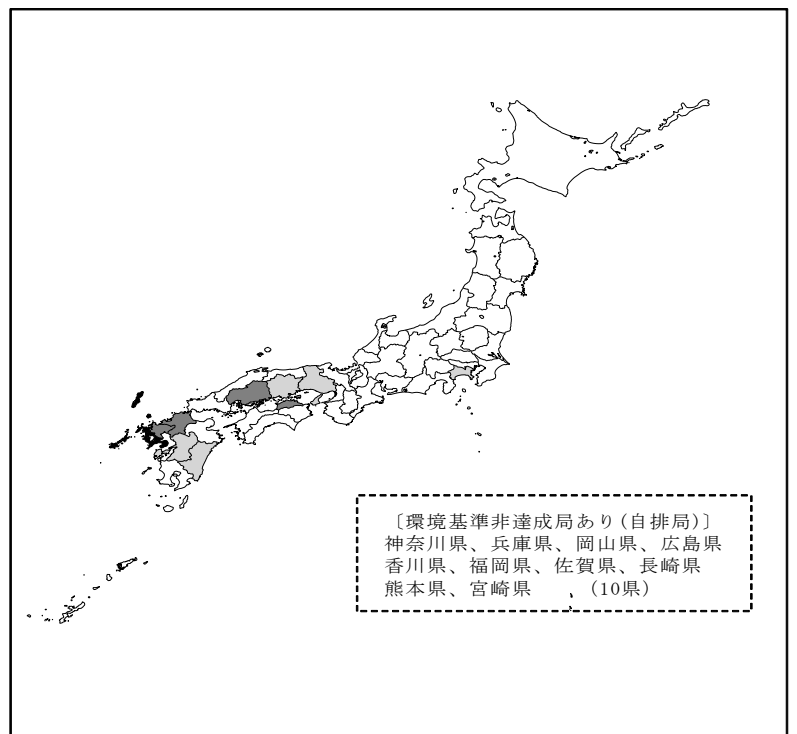 〔環境基準非達成局あり(自排局)〕
神奈川県、兵庫県、岡山県、広島県
香川県、福岡県、佐賀県、長崎県
熊本県、宮崎県　　(10県)